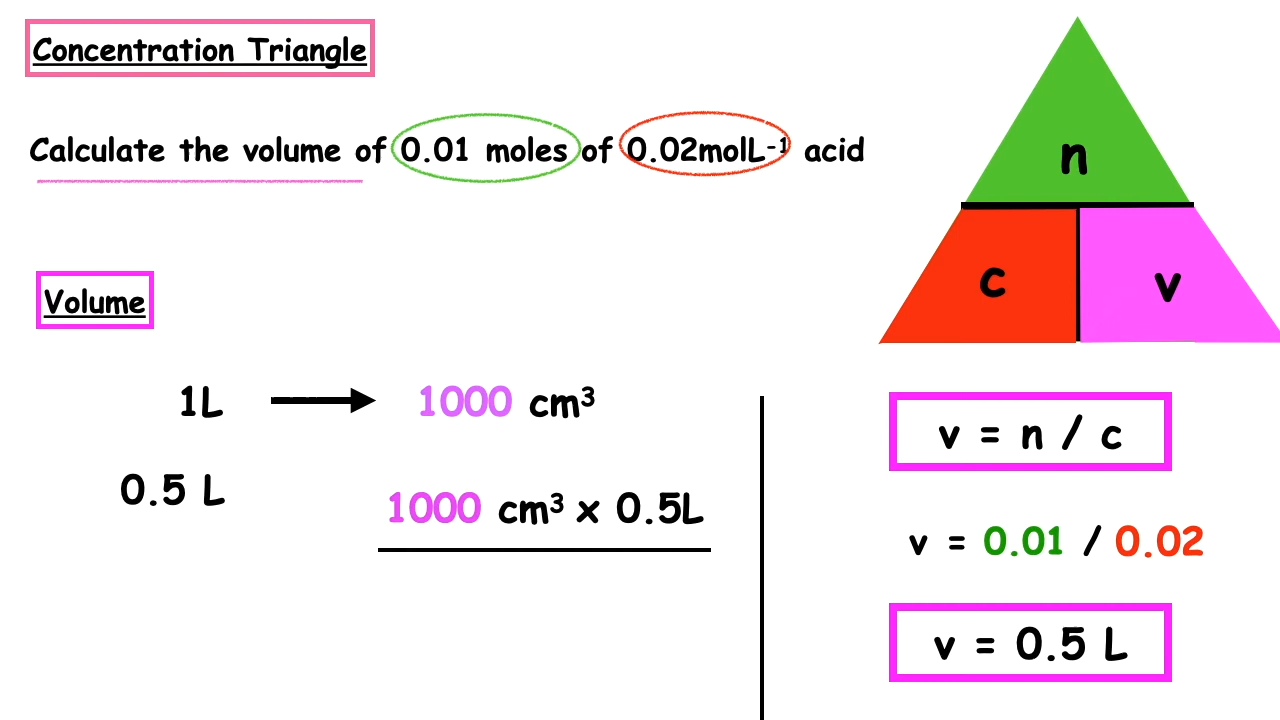 Concentration Triangle
Calculate the volume of 0.01 moles of 0.02molL⁻¹ acid
n
c v
Volume
1L 1000 cm³
0.5 L 1000 cm³ x 0.5L
v = n / c
v = 0.01 / 0.02
v = 0.5 L